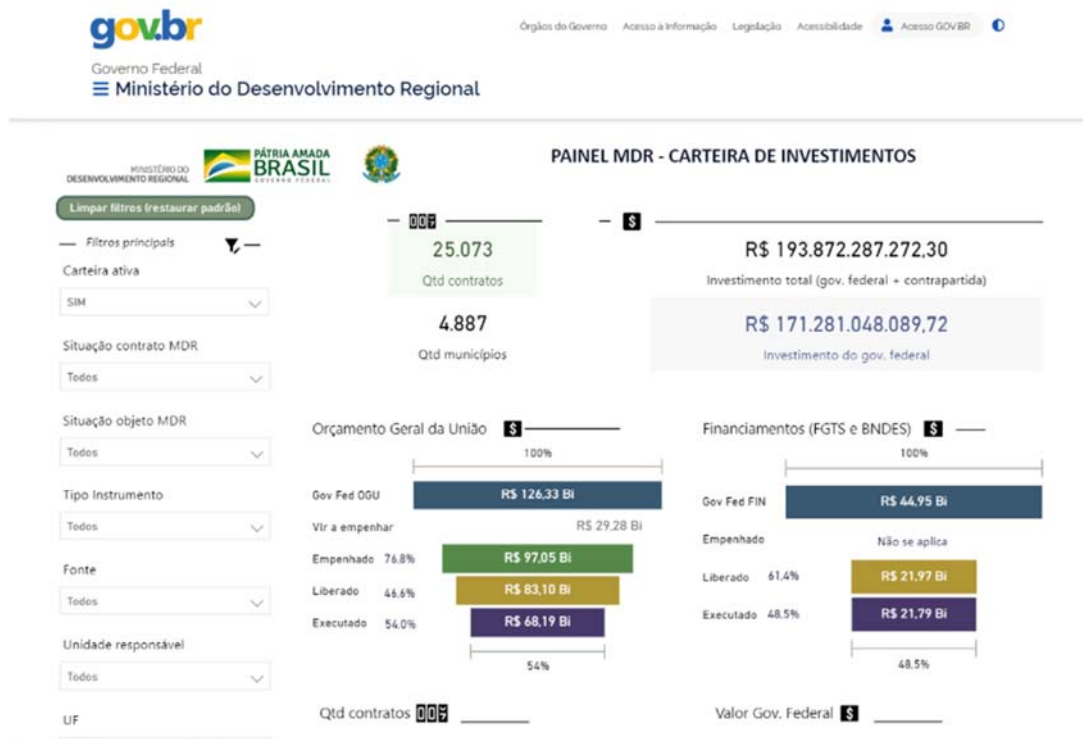 gov.br
Órgãos do Governo Acesso à Informação Legislação Acessibilidade Acesso GOV.BR
Governo Federal
Ministério do Desenvolvimento Regional
MINISTÉRIO DO
DESENVOLVIMENTO REGIONAL
PÁTRIA AMADA
BRASIL
GOVERNO FEDERAL
PAINEL MDR - CARTEIRA DE INVESTIMENTOS
Limpar filtros (restaurar padrão)
Filtros principais
Carteira ativa
SIM
Situação contrato MDR
Todos
Situação objeto MDR
Todos
Tipo Instrumento
Todos
Fonte
Todos
Unidade responsável
Todos
UF
25.073
Qtd contratos
4.887
Qtd municípios
$
R$ 193.872.287.272,30
Investimento total (gov. federal + contrapartida)
R$ 171.281.048.089,72
Investimento do gov. federal
Orçamento Geral da União $
100%
Gov Fed OGU R$ 126,33 Bi
Vlr a empenhar R$ 29,28 Bi
Empenhado 76.8% R$ 97,05 Bi
Liberado 46.6% R$ 83,10 Bi
Executado 54.0% R$ 68,19 Bi
54%
Financiamentos (FGTS e BNDES) $
100%
Gov Fed FIN R$ 44,95 Bi
Empenhado Não se aplica
Liberado 61.4% R$ 21,97 Bi
Executado 48.5% R$ 21,79 Bi
48.5%
Qtd contratos
Valor Gov. Federal $